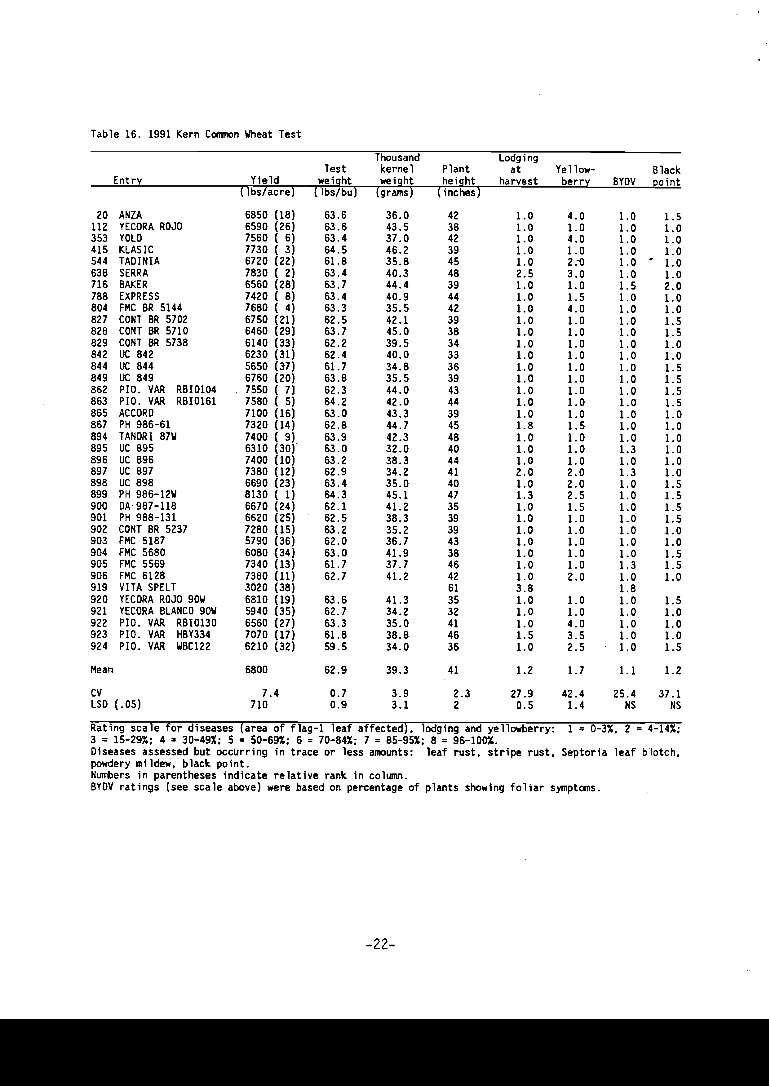 Table 16. 1991 Kern Common Wheat Test
Thousand Lodging
Test kernel Plant at Yellow- Black
Entry Yield weight weight height harvest berry BYDV point
(lbs/acre) (lbs/bu) (grams) (inches)
20 ANZA 6850 (18) 63.6 36.0 42 1.0 4.0 1.0 1.5
112 YECORA ROJO 6590 (26) 63.6 43.5 38 1.0 1.0 1.0 1.0
353 YOLO 7560 ( 6) 63.4 37.0 42 1.0 4.0 1.0 1.0
415 KLASIC 7730 ( 3) 64.5 46.2 39 1.0 1.0 1.0 1.0
544 TADINIA 6720 (22) 61.8 35.8 45 1.0 2.0 1.0 1.0
638 SERRA 7830 ( 2) 63.4 40.3 48 2.5 3.0 1.0 1.0
716 BAKER 6560 (28) 63.7 44.4 39 1.0 1.0 1.5 2.0
788 EXPRESS 7420 ( 8) 63.4 40.9 44 1.0 1.5 1.0 1.0
804 FMC BR 5144 7680 ( 4) 63.3 35.5 42 1.0 4.0 1.0 1.0
827 CONT BR 5702 6750 (21) 62.5 42.1 39 1.0 1.0 1.0 1.5
828 CONT BR 5710 6460 (29) 63.7 45.0 38 1.0 1.0 1.0 1.5
829 CONT BR 5738 6140 (33) 62.2 39.5 34 1.0 1.0 1.0 1.0
842 UC 842 6230 (31) 62.4 40.0 33 1.0 1.0 1.0 1.0
844 UC 844 5650 (37) 61.7 34.8 36 1.0 1.0 1.0 1.5
849 UC 849 6760 (20) 63.8 35.5 39 1.0 1.0 1.0 1.5
862 PIO. VAR RBI0104 7550 ( 7) 62.3 44.0 43 1.0 1.0 1.0 1.5
863 PIO. VAR RBI0161 7580 ( 5) 64.2 42.0 44 1.0 1.0 1.0 1.5
865 ACCORD 7100 (16) 63.0 43.3 39 1.0 1.0 1.0 1.0
867 PH 986-61 7320 (14) 62.8 44.7 45 1.8 1.5 1.0 1.0
894 TANORI 87W 7400 ( 9) 63.9 42.3 48 1.0 1.0 1.0 1.0
895 UC 895 6310 (30) 63.0 32.0 40 1.0 1.0 1.3 1.0
896 UC 896 7400 (10) 63.2 38.3 44 1.0 1.0 1.0 1.0
897 UC 897 7380 (12) 62.9 34.2 41 2.0 2.0 1.3 1.0
898 UC 898 6690 (23) 63.4 35.0 40 1.0 2.0 1.0 1.5
899 PH 986-12W 8130 ( 1) 64.3 45.1 47 1.3 2.5 1.0 1.5
900 DA 987-118 6670 (24) 62.1 41.2 35 1.0 1.5 1.0 1.5
901 PH 988-131 6620 (25) 62.5 38.3 39 1.0 1.0 1.0 1.5
902 CONT BR 5237 7280 (15) 63.2 35.2 39 1.0 1.0 1.0 1.0
903 FMC 5187 5790 (36) 62.0 36.7 43 1.0 1.0 1.0 1.0
904 FMC 5680 6080 (34) 63.0 41.9 38 1.0 1.0 1.0 1.5
905 FMC 5569 7340 (13) 61.7 37.7 46 1.0 1.0 1.3 1.5
906 FMC 6128 7380 (11) 62.7 41.2 42 1.0 2.0 1.0 1.0
919 VITA SPELT 3020 (38) 61 3.8 1.8
920 YECORA ROJO 90W 6810 (19) 63.6 41.3 35 1.0 1.0 1.0 1.5
921 YECORA BLANCO 90W 5940 (35) 62.7 34.2 32 1.0 1.0 1.0 1.0
922 PIO. VAR RBI0130 6560 (27) 63.3 35.0 41 1.0 4.0 1.0 1.0
923 PIO. VAR HBY334 7070 (17) 61.8 38.8 46 1.5 3.5 1.0 1.0
924 PIO. VAR WBC122 6210 (32) 59.5 34.0 36 1.0 2.5 1.0 1.5
Mean 6800 62.9 39.3 41 1.2 1.7 1.1 1.2
CV 7.4 0.7 3.9 2.3 27.9 42.4 25.4 37.1
LSD (.05) 710 0.9 3.1 2 0.5 1.4 NS NS
Rating scale for diseases (area of flag-1 leaf affected), lodging and yellowberry: 1 = 0-3%, 2 = 4-14%;
3 = 15-29%; 4 = 30-49%; 5 = 50-69%; 6 = 70-84%; 7 = 85-95%; 8 = 96-100%.
Diseases assessed but occurring in trace or less amounts: leaf rust, stripe rust, Septoria leaf blotch,
powdery mildew, black point.
Numbers in parentheses indicate relative rank in column.
BYDV ratings (see scale above) were based on percentage of plants showing foliar symptoms.
-22-